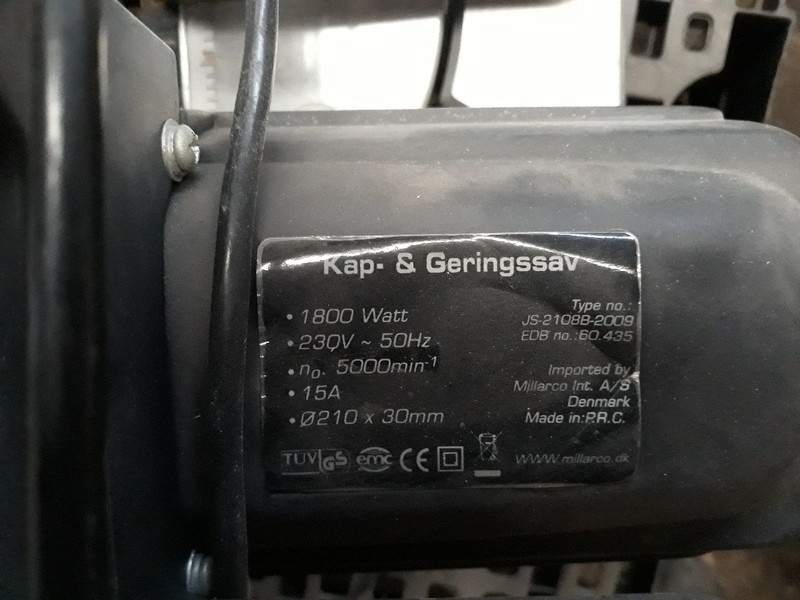 Kap- & Geringssav
• 1800 Watt
• 230V ~ 50Hz
• n₀. 5000min⁻¹
• 15A
• Ø210 x 30mm
Type no.:
JS-2108B-2009
EDB no.:60.435
Imported by
Millarco Int. A/S
Denmark
Made in:P.R.C.
TUV GS emc CE
www.millarco.dk